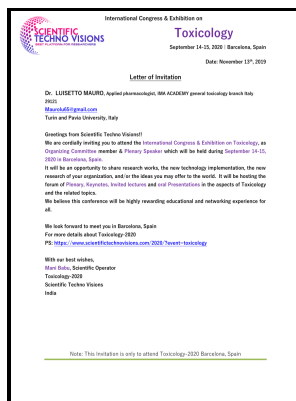 International Congress & Exhibition on
SCIENTIFIC
TECHNO VISIONS
MEET PLATFORM FOR RESEARCHERS
Toxicology
September 14-15, 2020 | Barcelona, Spain
Date: November 13th, 2019
Letter of Invitation
Dr. LUISETTO MAURO, Applied pharmacologist, IMA ACADEMY general toxicology branch Italy
29121
Maurolu65@gmail.com
Turin and Pavia University, Italy
Greetings from Scientific Techno Visions!!
We are cordially inviting you to attend the International Congress & Exhibition on Toxicology, as
Organizing Committee member & Plenary Speaker which will be held during September 14-15,
2020 in Barcelona, Spain.
It will be an opportunity to share research works, the new technology implementation, the new
research of your organization, and/or the ideas you may offer to the world. It will be hosting the
forum of Plenary, Keynotes, Invited lectures and oral Presentations in the aspects of Toxicology
and the related topics.
We believe this conference will be highly rewarding educational and networking experience for
all.
We leak forward to meet you in Barcelona, Spain
For more details about Toxicology-2020
PS: https://www.scientifictechnovisions.com/2020/?event=toxicology
With our best wishes,
Mani Babu, Scientific Operator
Toxicology-2020
Scientific Techno Visions
India
Note: This Invitation is only to attend Toxicology-2020 Barcelona, Spain